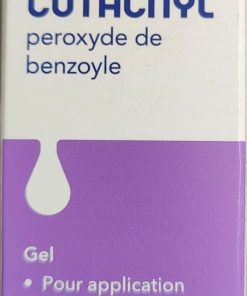 CUTACNYL
peroxyde de
benzoyle
Gel
• Pour application